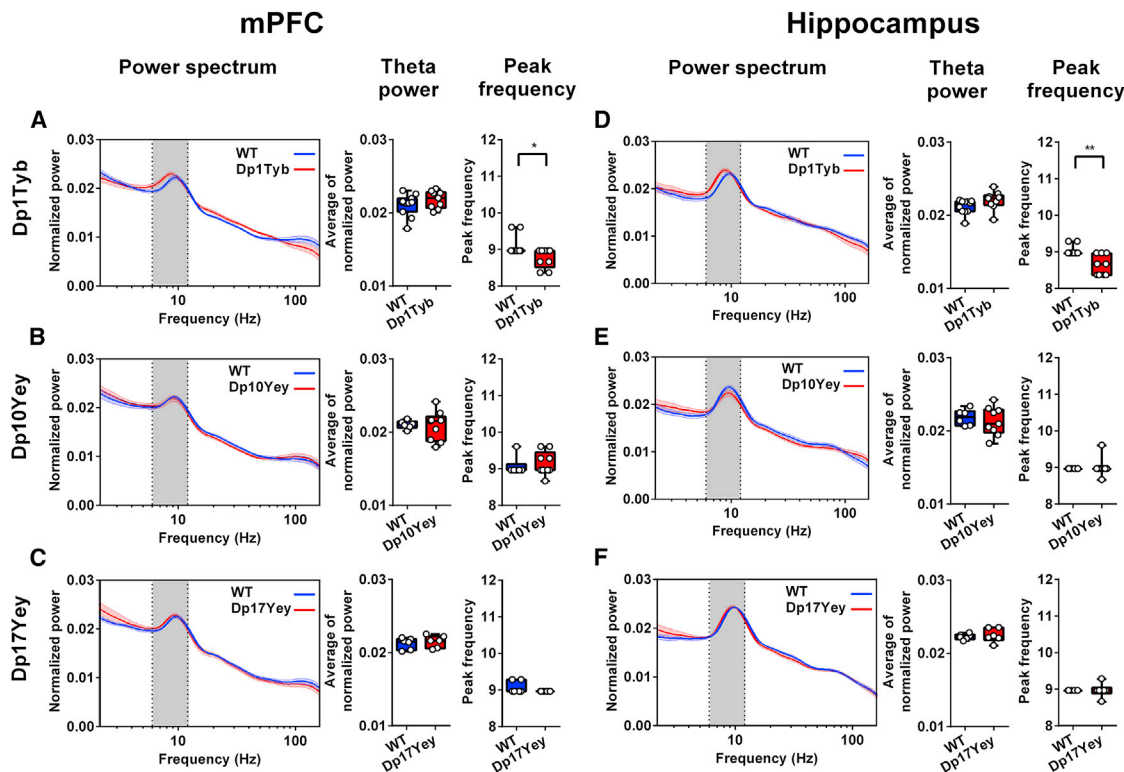 mPFC
Hippocampus
Power spectrum
Theta power
Peak frequency
Power spectrum
Theta power
Peak frequency
Dp1Tyb
A
Normalized power
0.03
0.02
0.01
0.00
WT
Dp1Tyb
10
100
Frequency (Hz)
Average of normalized power
0.03
0.02
0.01
WT
Dp1Tyb
Peak frequency
12
11
10
9
8
*
WT
Dp1Tyb
D
Normalized power
0.03
0.02
0.01
0.00
WT
Dp1Tyb
10
100
Frequency (Hz)
Average of normalized power
0.03
0.02
0.01
WT
Dp1Tyb
Peak frequency
12
11
10
9
8
**
WT
Dp1Tyb
Dp10Yey
B
Normalized power
0.03
0.02
0.01
0.00
WT
Dp10Yey
10
100
Frequency (Hz)
Average of normalized power
0.03
0.02
0.01
WT
Dp10Yey
Peak frequency
12
11
10
9
8
WT
Dp10Yey
E
Normalized power
0.03
0.02
0.01
0.00
WT
Dp10Yey
10
100
Frequency (Hz)
Average of normalized power
0.03
0.02
0.01
WT
Dp10Yey
Peak frequency
12
11
10
9
8
WT
Dp10Yey
Dp17Yey
C
Normalized power
0.03
0.02
0.01
0.00
WT
Dp17Yey
10
100
Frequency (Hz)
Average of normalized power
0.03
0.02
0.01
WT
Dp17Yey
Peak frequency
12
11
10
9
8
WT
Dp17Yey
F
Normalized power
0.03
0.02
0.01
0.00
WT
Dp17Yey
10
100
Frequency (Hz)
Average of normalized power
0.03
0.02
0.01
WT
Dp17Yey
Peak frequency
12
11
10
9
8
WT
Dp17Yey